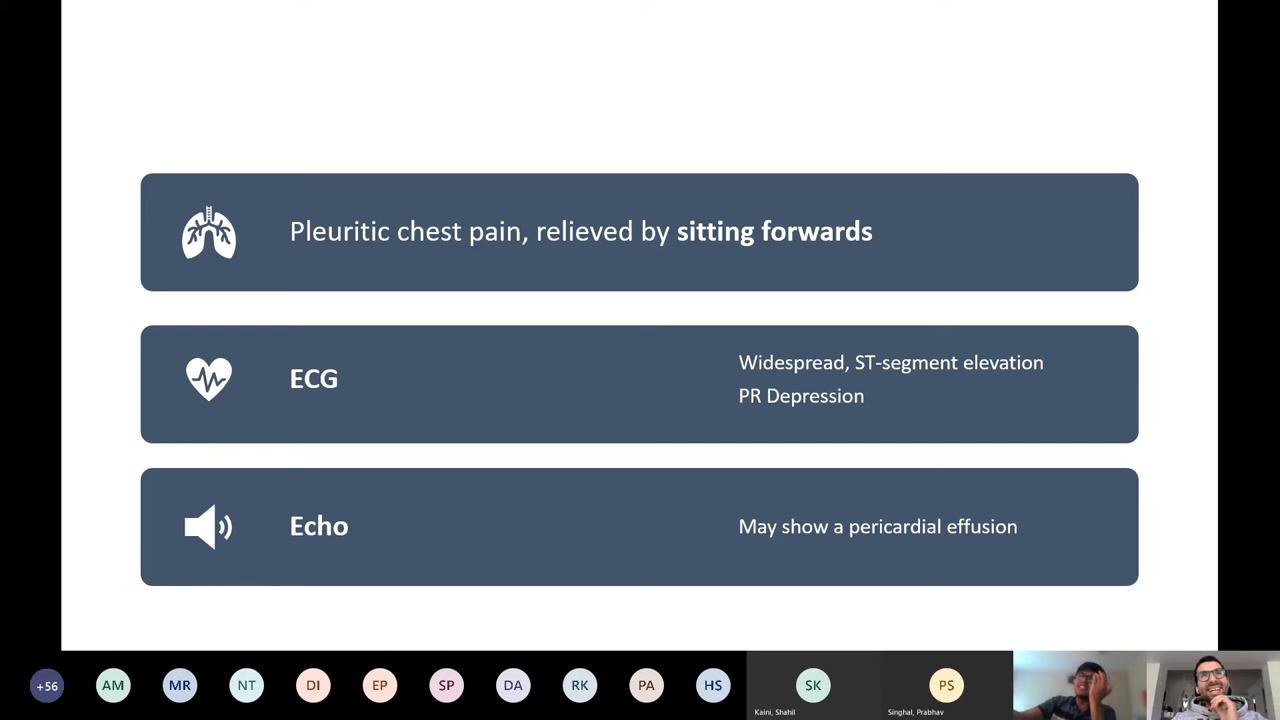 Pleuritic chest pain, relieved by sitting forwards
ECG
Widespread, ST-segment elevation
PR Depression
Echo
May show a pericardial effusion
+56
AM
MR
NT
DI
EP
SP
DA
RK
PA
HS
SK
Kaini, Shahil
PS
Singhal, Prabhav